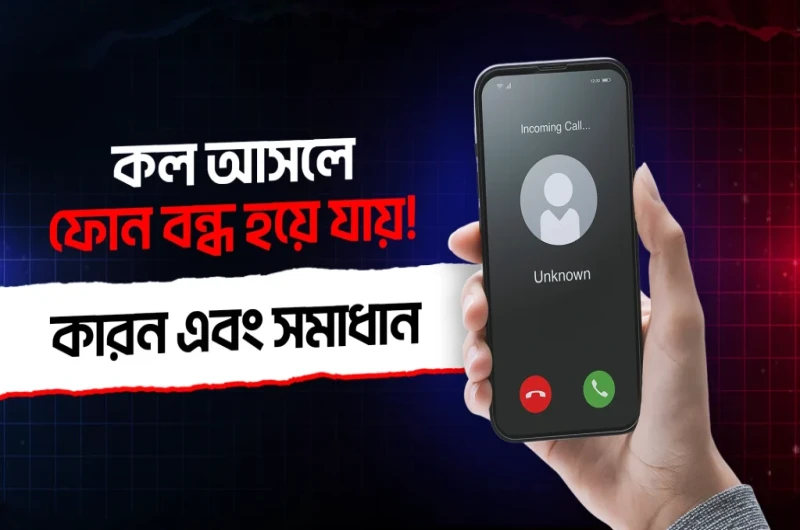 কল আসলে
ফোন বন্ধ হয়ে যায়!
কারন এবং সমাধান
Incoming Call...
Unknown